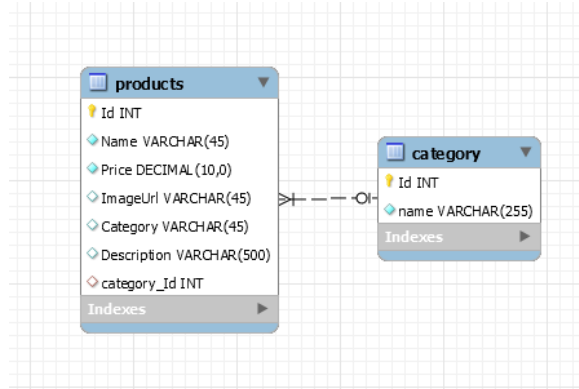 products
Id INT
Name VARCHAR(45)
Price DECIMAL(10,0)
ImageUrl VARCHAR(45)
Category VARCHAR(45)
Description VARCHAR(500)
category_Id INT
Indexes
category
Id INT
name VARCHAR(255)
Indexes